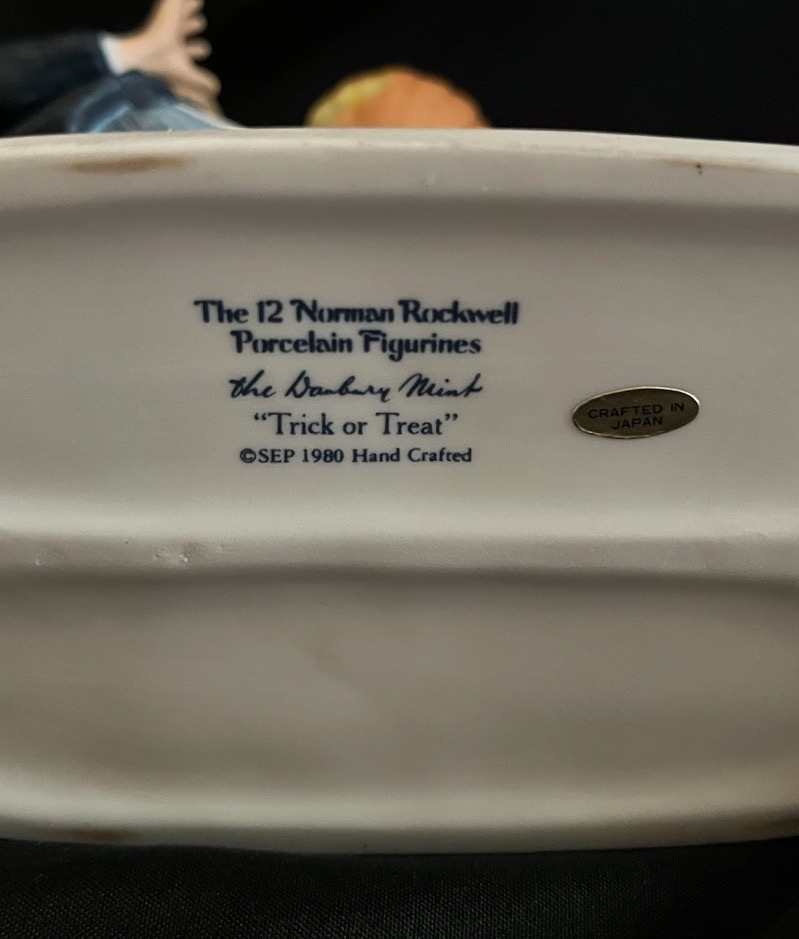 The 12 Norman Rockwell
Porcelain Figurines
the Danbury Mint
“Trick or Treat”
©SEP 1980 Hand Crafted
CRAFTED IN
JAPAN